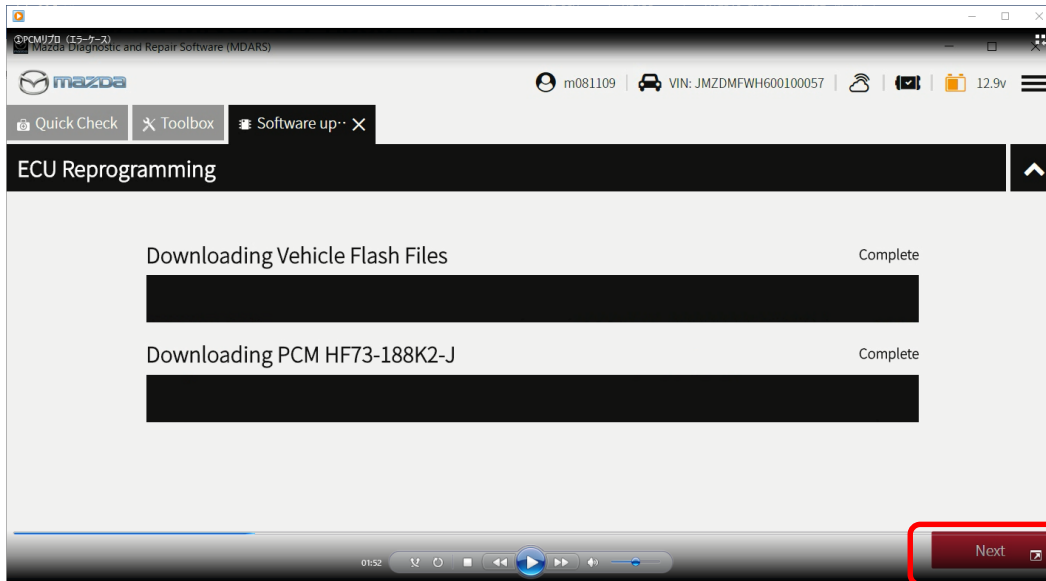 ①PCMリプロ（エラーケース）
Mazda Diagnostic and Repair Software (MDARS)
mazda
m081109
VIN: JMZDMFWH600100057
12.9v
Quick Check
Toolbox
Software up··
ECU Reprogramming
Downloading Vehicle Flash Files
Complete
Downloading PCM HF73-188K2-J
Complete
Next
01:52